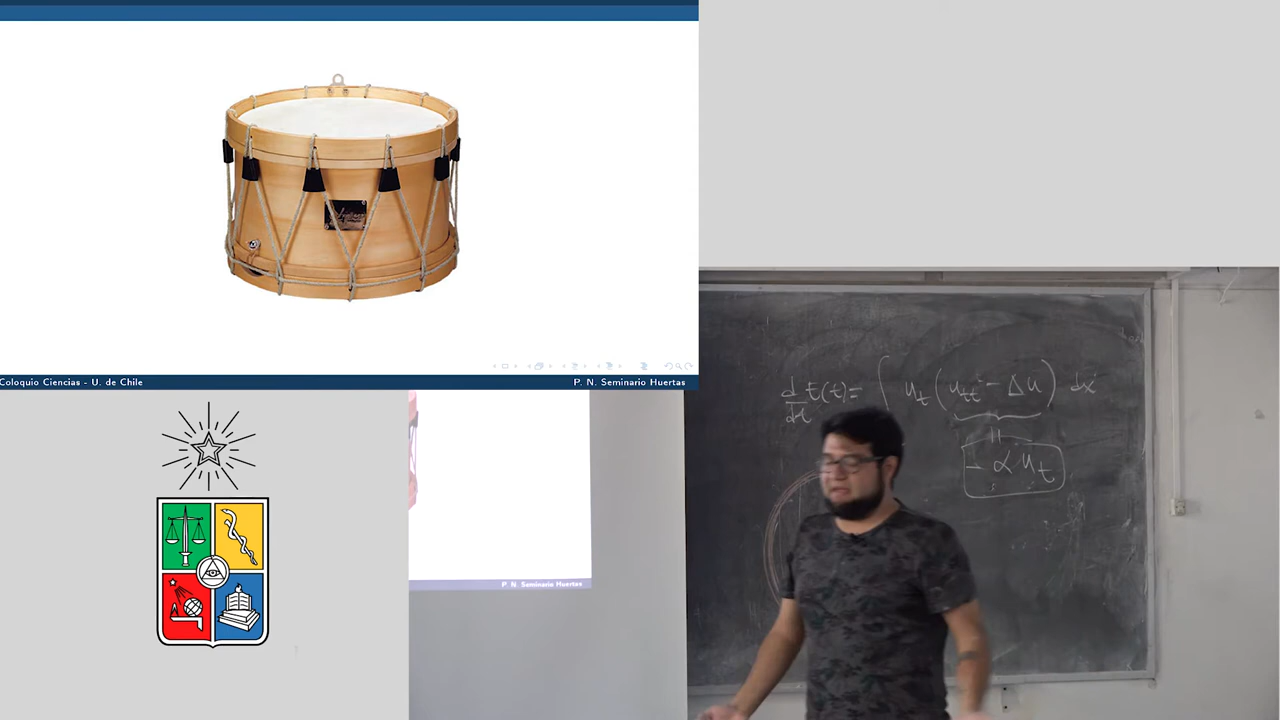 Coloquio Ciencias - U. de Chile
P. N. Seminario Huertas
d/dt E(t) = ∫ u_t (u_tt - Δu) dx
=
- α u_t
P. N. Seminario Huertas